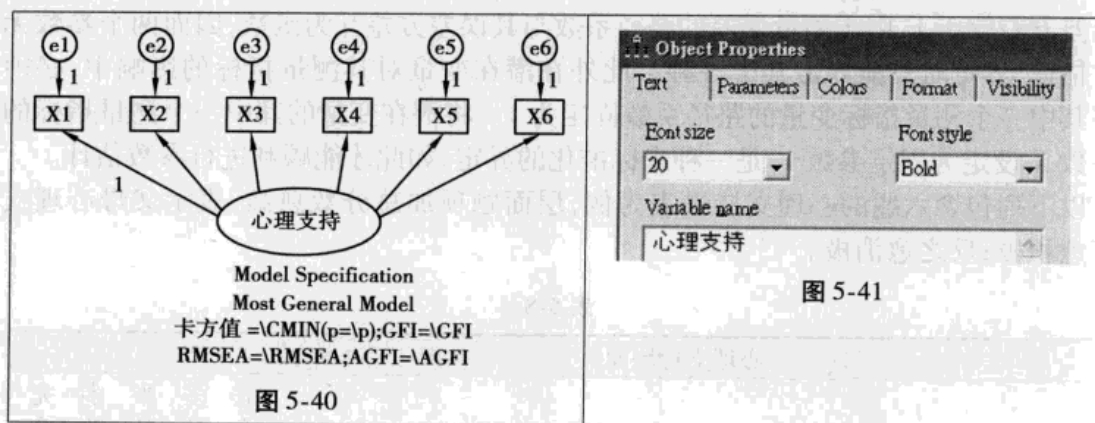 e1 e2 e3 e4 e5 e6
1 1 1 1 1 1
X1 X2 X3 X4 X5 X6
1
心理支持
Model Specification
Most General Model
卡方值 =\CMIN(p=\p);GFI=\GFI
RMSEA=\RMSEA;AGFI=\AGFI
图 5-40
Object Properties
Text Parameters Colors Format Visibility
Font size Font style
20 Bold
Variable name
心理支持
图 5-41